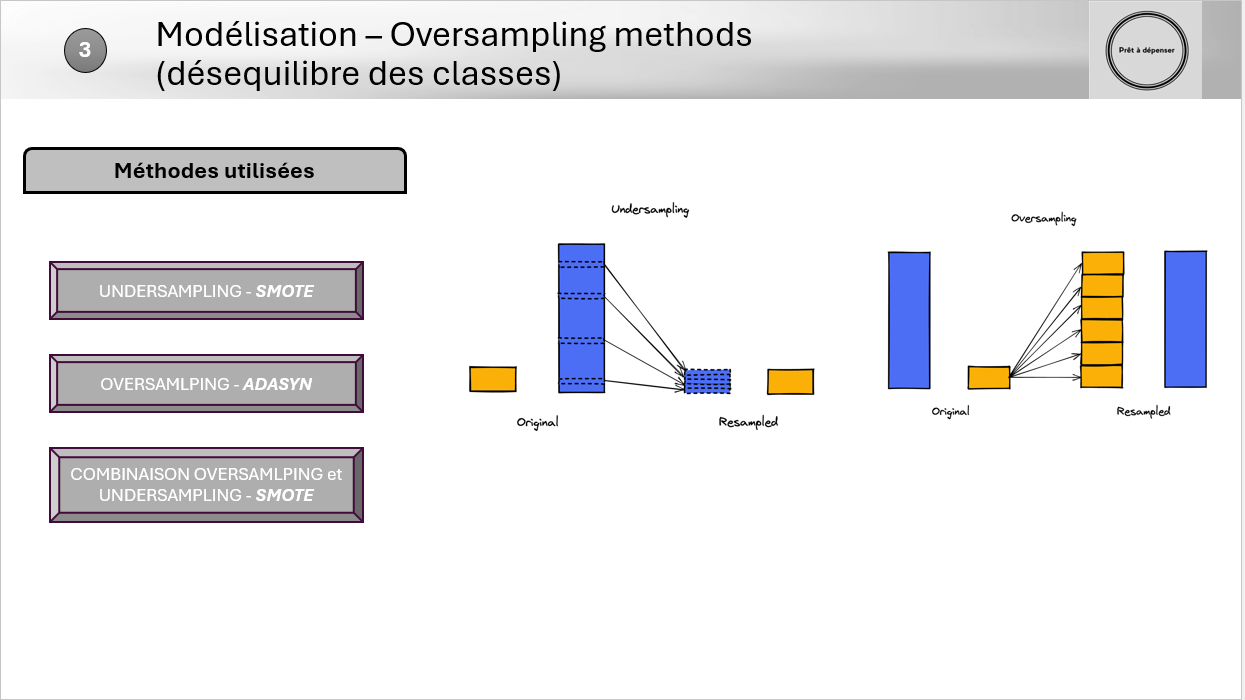 3
Modélisation – Oversampling methods
(désequilibre des classes)
Prêt à dépenser
Méthodes utilisées
UNDERSAMPLING - SMOTE
OVERSAMLPING - ADASYN
COMBINAISON OVERSAMLPING et
UNDERSAMPLING - SMOTE
Undersampling
Original
Resampled
Oversampling
Original
Resampled